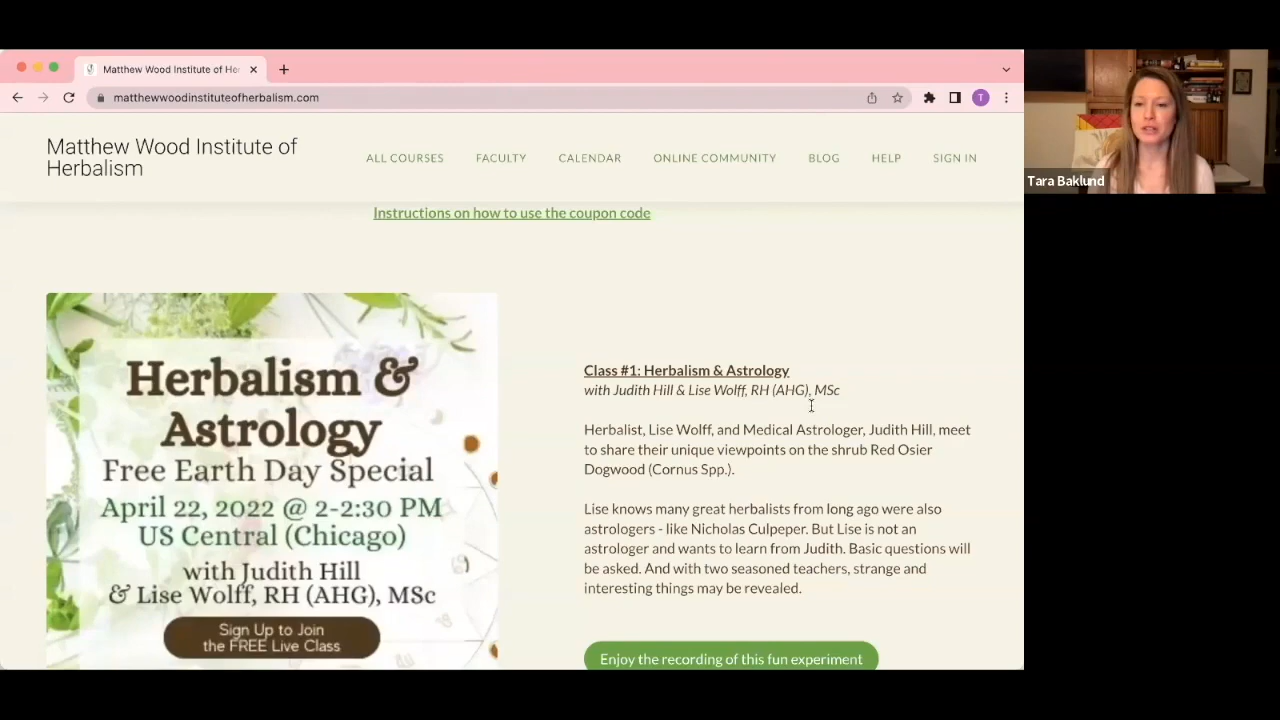 Matthew Wood Institute of Her
matthewwoodinstituteofherbalism.com
T
Matthew Wood Institute of
Herbalism
ALL COURSES
FACULTY
CALENDAR
ONLINE COMMUNITY
BLOG
HELP
SIGN IN
Tara Baklund
Instructions on how to use the coupon code
Herbalism &
Astrology
Free Earth Day Special
April 22, 2022 @ 2-2:30 PM
US Central (Chicago)
with Judith Hill
& Lise Wolff, RH (AHG), MSc
Sign Up to Join
the FREE Live Class
Class #1: Herbalism & Astrology
with Judith Hill & Lise Wolff, RH (AHG), MSc
Herbalist, Lise Wolff, and Medical Astrologer, Judith Hill, meet
to share their unique viewpoints on the shrub Red Osier
Dogwood (Cornus Spp.).
Lise knows many great herbalists from long ago were also
astrologers - like Nicholas Culpeper. But Lise is not an
astrologer and wants to learn from Judith. Basic questions will
be asked. And with two seasoned teachers, strange and
interesting things may be revealed.
Enjoy the recording of this fun experiment